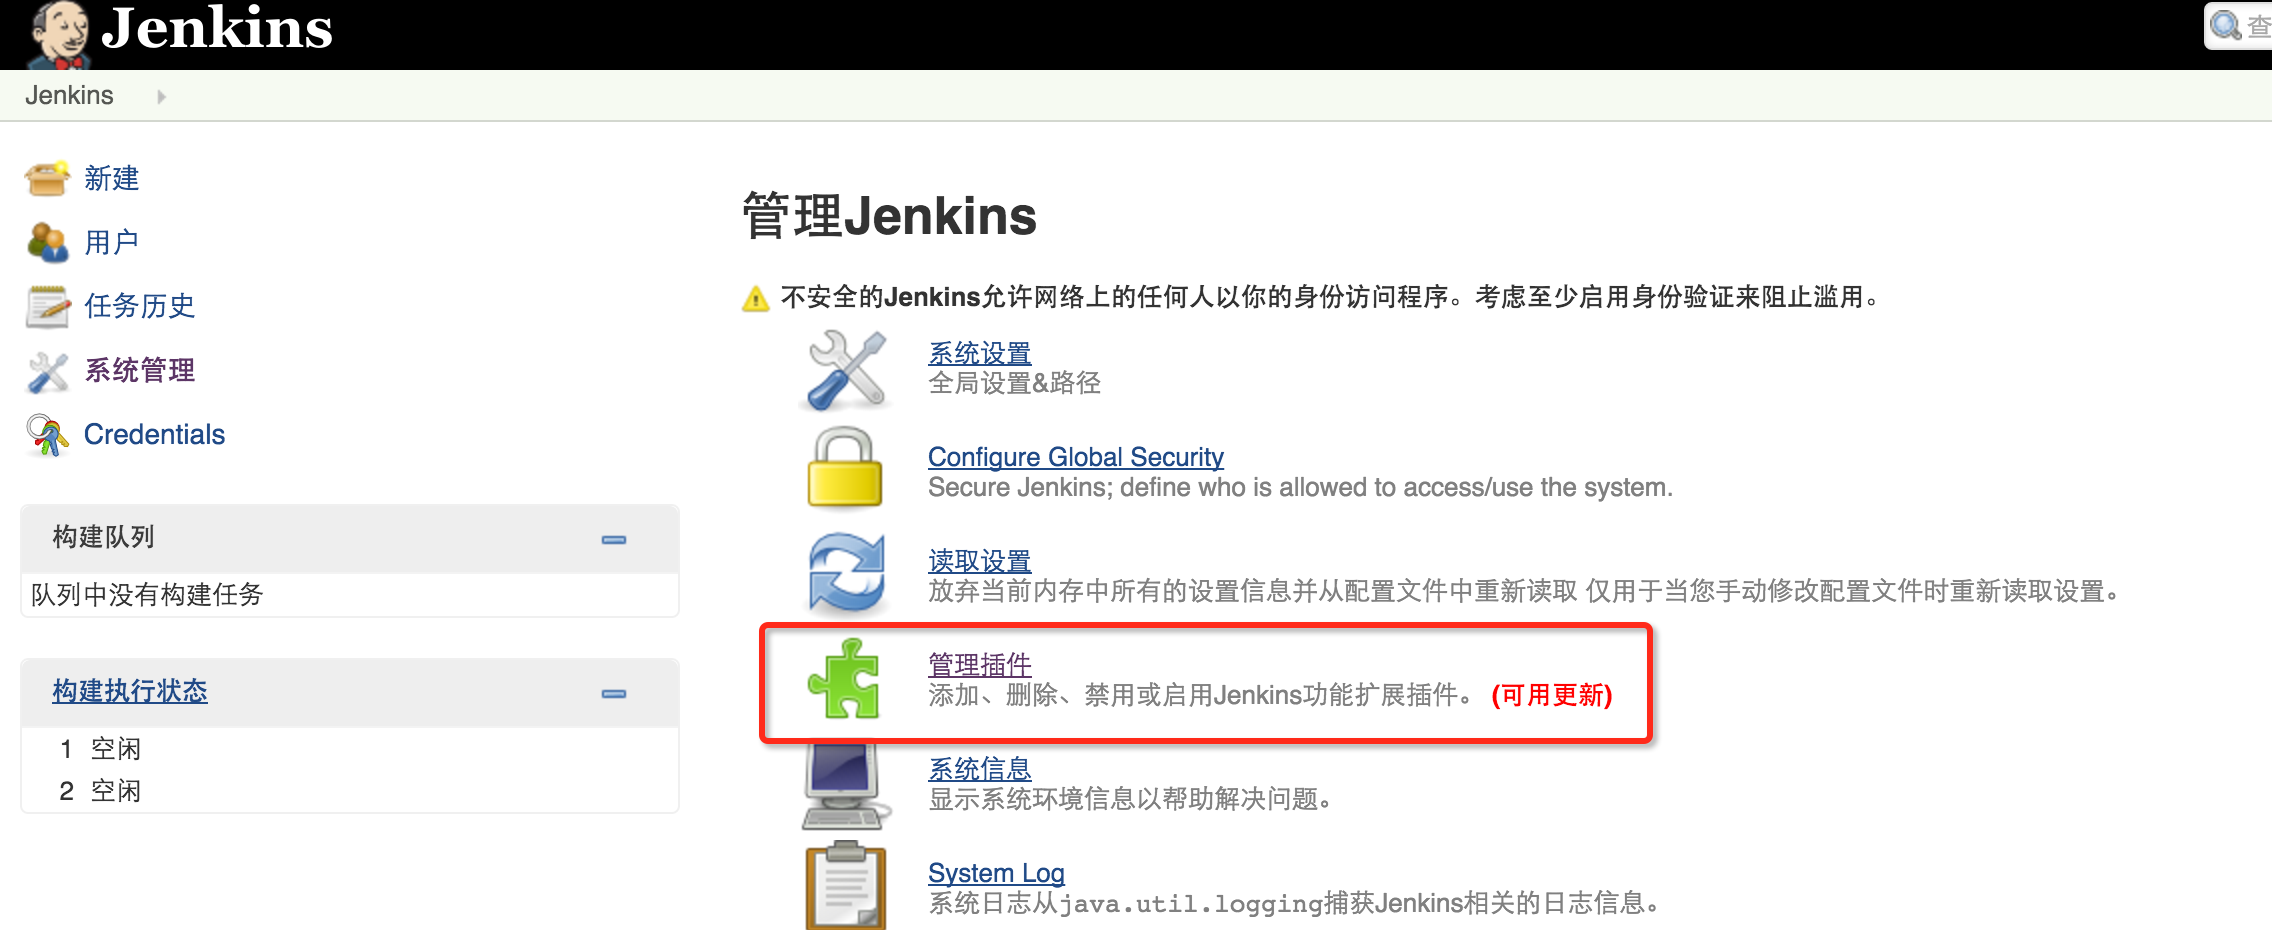 Jenkins
查
Jenkins
新建
用户
任务历史
系统管理
Credentials
构建队列
队列中没有构建任务
构建执行状态
1 空闲
2 空闲
管理Jenkins
不安全的Jenkins允许网络上的任何人以你的身份访问程序。考虑至少启用身份验证来阻止滥用。
系统设置
全局设置&路径
Configure Global Security
Secure Jenkins; define who is allowed to access/use the system.
读取设置
放弃当前内存中所有的设置信息并从配置文件中重新读取 仅用于当您手动修改配置文件时重新读取设置。
管理插件
添加、删除、禁用或启用Jenkins功能扩展插件。 (可用更新)
系统信息
显示系统环境信息以帮助解决问题。
System Log
系统日志从java.util.logging捕获Jenkins相关的日志信息。